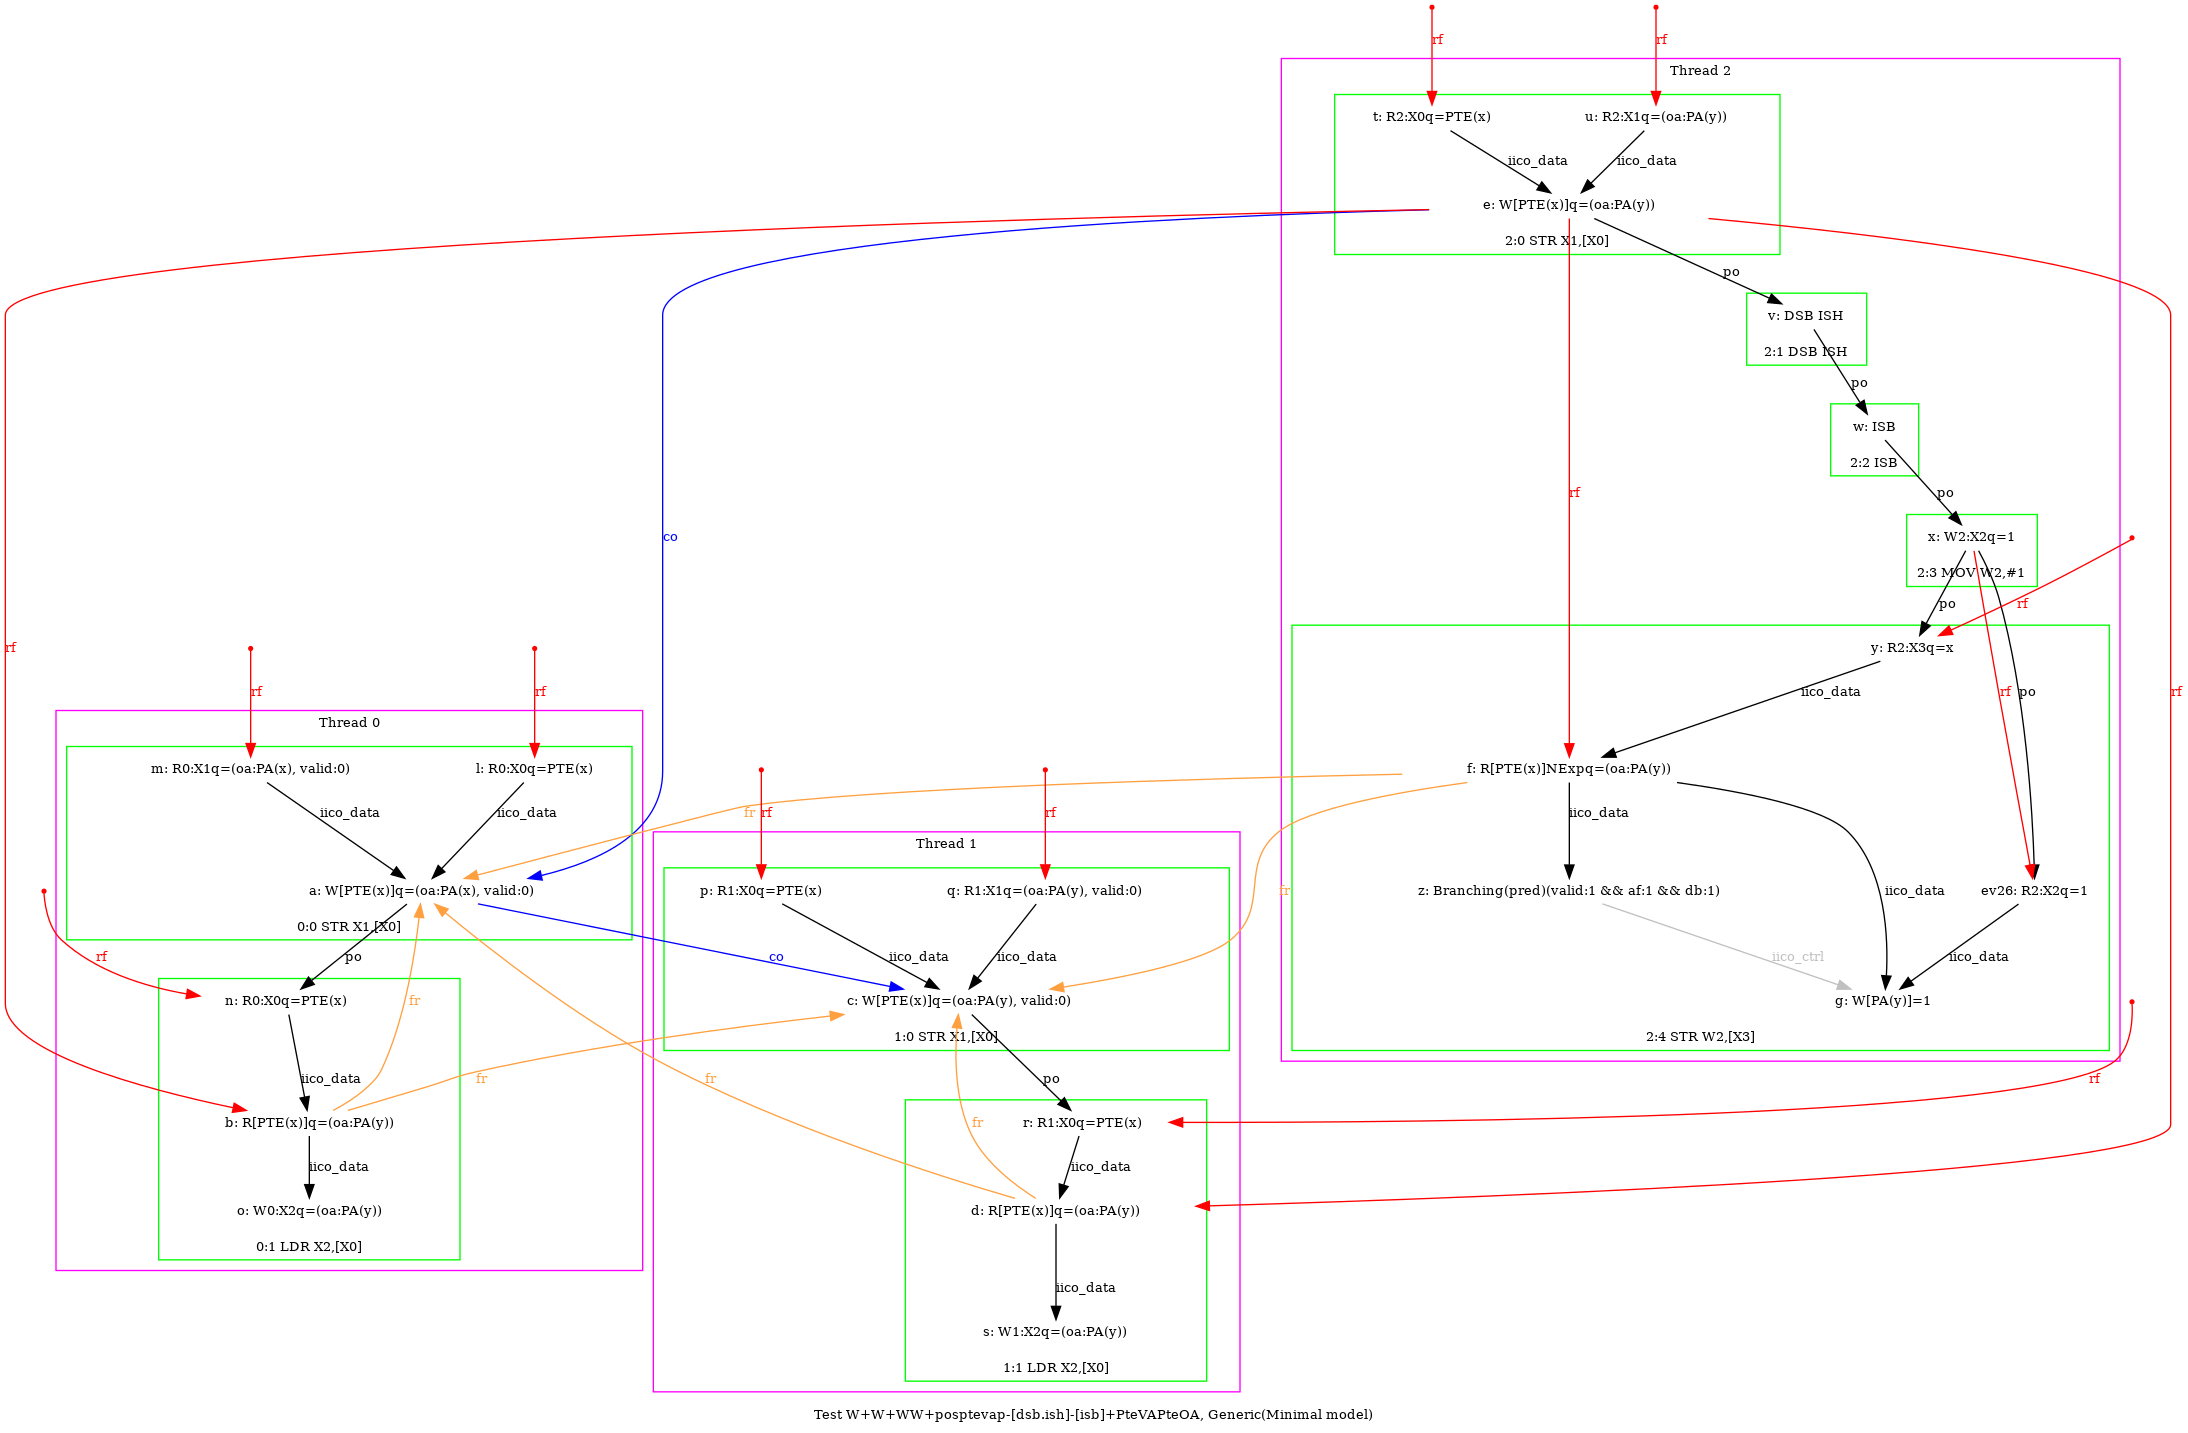 rf
rf
Thread 2
t: R2:X0q=PTE(x)
u: R2:X1q=(oa:PA(y))
iico_data
iico_data
e: W[PTE(x)]q=(oa:PA(y))
2:0 STR X1,[X0]
po
v: DSB ISH
2:1 DSB ISH
po
w: ISB
2:2 ISB
rf
po
co
x: W2:X2q=1
2:3 MOV W2,#1
po
rf
rf
y: R2:X3q=x
rf
rf
rf
iico_data
rf
po
rf
Thread 0
m: R0:X1q=(oa:PA(x), valid:0)
l: R0:X0q=PTE(x)
f: R[PTE(x)]NExpq=(oa:PA(y))
iico_data
iico_data
fr
rf
rf
iico_data
Thread 1
a: W[PTE(x)]q=(oa:PA(x), valid:0)
p: R1:X0q=PTE(x)
q: R1:X1q=(oa:PA(y), valid:0)
fr
z: Branching(pred)(valid:1 && af:1 && db:1)
iico_data
ev26: R2:X2q=1
0:0 STR X1,[X0]
rf
po
co
iico_data
iico_data
iico_ctrl
iico_data
n: R0:X0q=PTE(x)
fr
c: W[PTE(x)]q=(oa:PA(y), valid:0)
g: W[PA(y)]=1
1:0 STR X1,[X0]
2:4 STR W2,[X3]
iico_data
fr
fr
po
rf
b: R[PTE(x)]q=(oa:PA(y))
fr
r: R1:X0q=PTE(x)
iico_data
iico_data
o: W0:X2q=(oa:PA(y))
d: R[PTE(x)]q=(oa:PA(y))
0:1 LDR X2,[X0]
iico_data
s: W1:X2q=(oa:PA(y))
1:1 LDR X2,[X0]
Test W+W+WW+posptevap-[dsb.ish]-[isb]+PteVAPteOA, Generic(Minimal model)